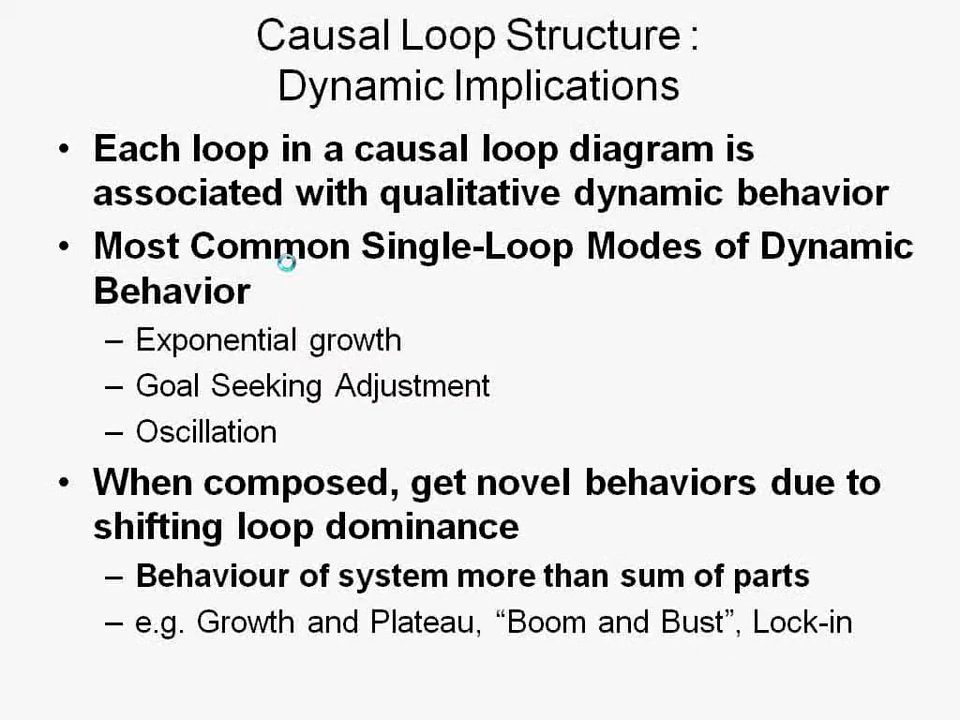 Causal Loop Structure :
Dynamic Implications
• Each loop in a causal loop diagram is
associated with qualitative dynamic behavior
• Most Common Single-Loop Modes of Dynamic
Behavior
– Exponential growth
– Goal Seeking Adjustment
– Oscillation
• When composed, get novel behaviors due to
shifting loop dominance
– Behaviour of system more than sum of parts
– e.g. Growth and Plateau, “Boom and Bust”, Lock-in